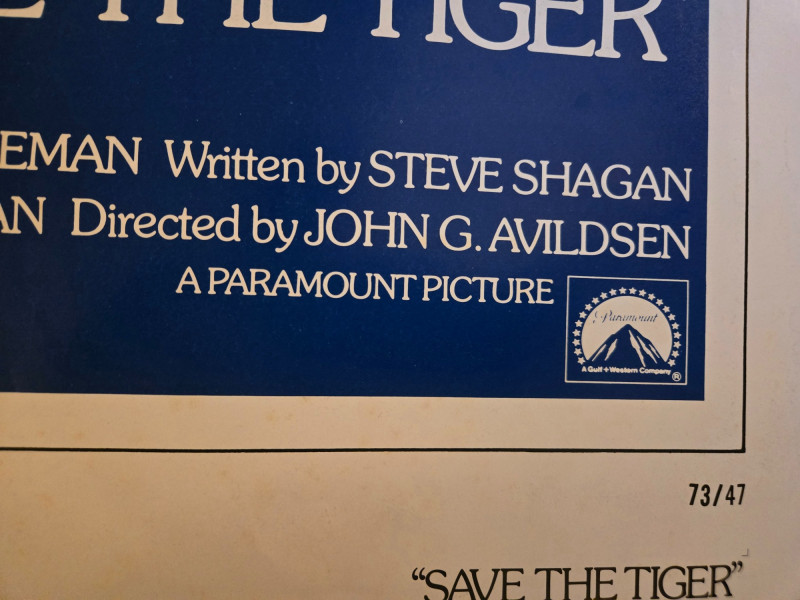 THE TIGER
EMAN Written by STEVE SHAGAN
AN Directed by JOHN G. AVILDSEN
A PARAMOUNT PICTURE
Paramount
A Gulf+Western Company ®
73/47
“SAVE THE TIGER”